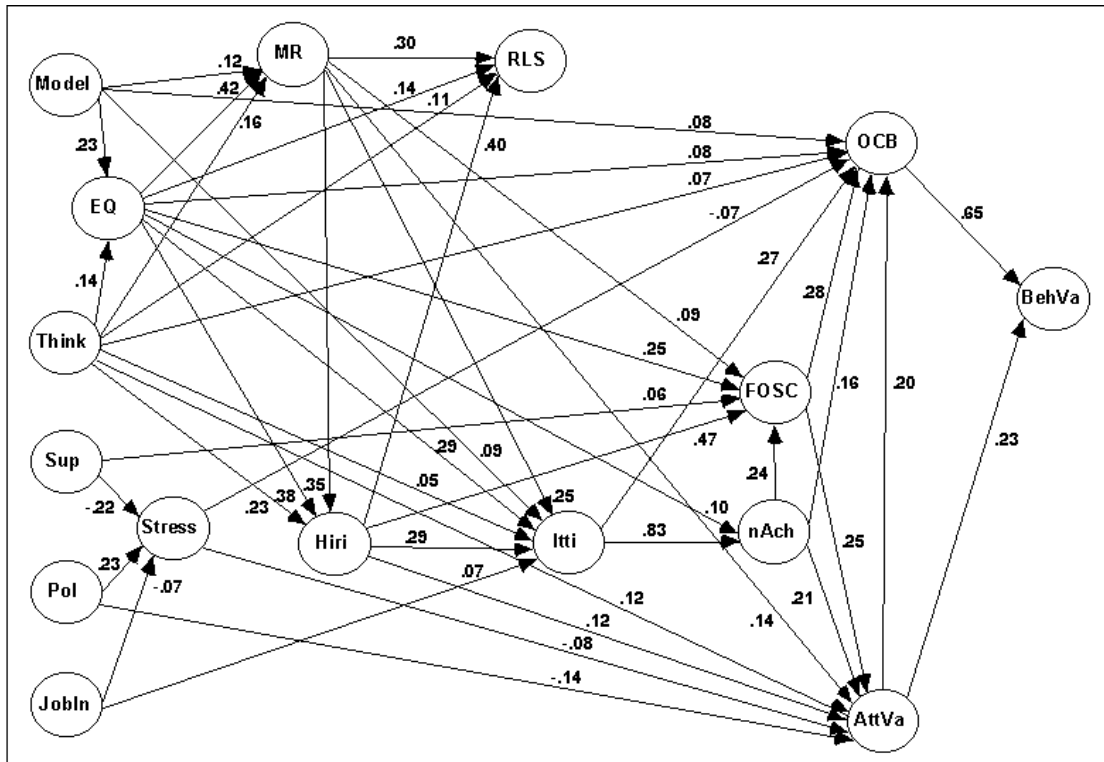 MR
.30
RLS
Model
.12
.42
.14
.11
.16
.08
OCB
.23
.40
.08
EQ
.07
-.07
.65
.14
.27
BehVa
.28
Think
.09
.25
FOSC
.20
.06
.16
.47
.23
Sup
.29
.09
.24
.05
-.22
.38
.35
.25
.10
.23
Stress
Hiri
.29
Itti
.83
nAch
.25
Pol
.23
-.07
.07
.12
.21
.12
.14
-.08
-.14
JobIn
AttVa